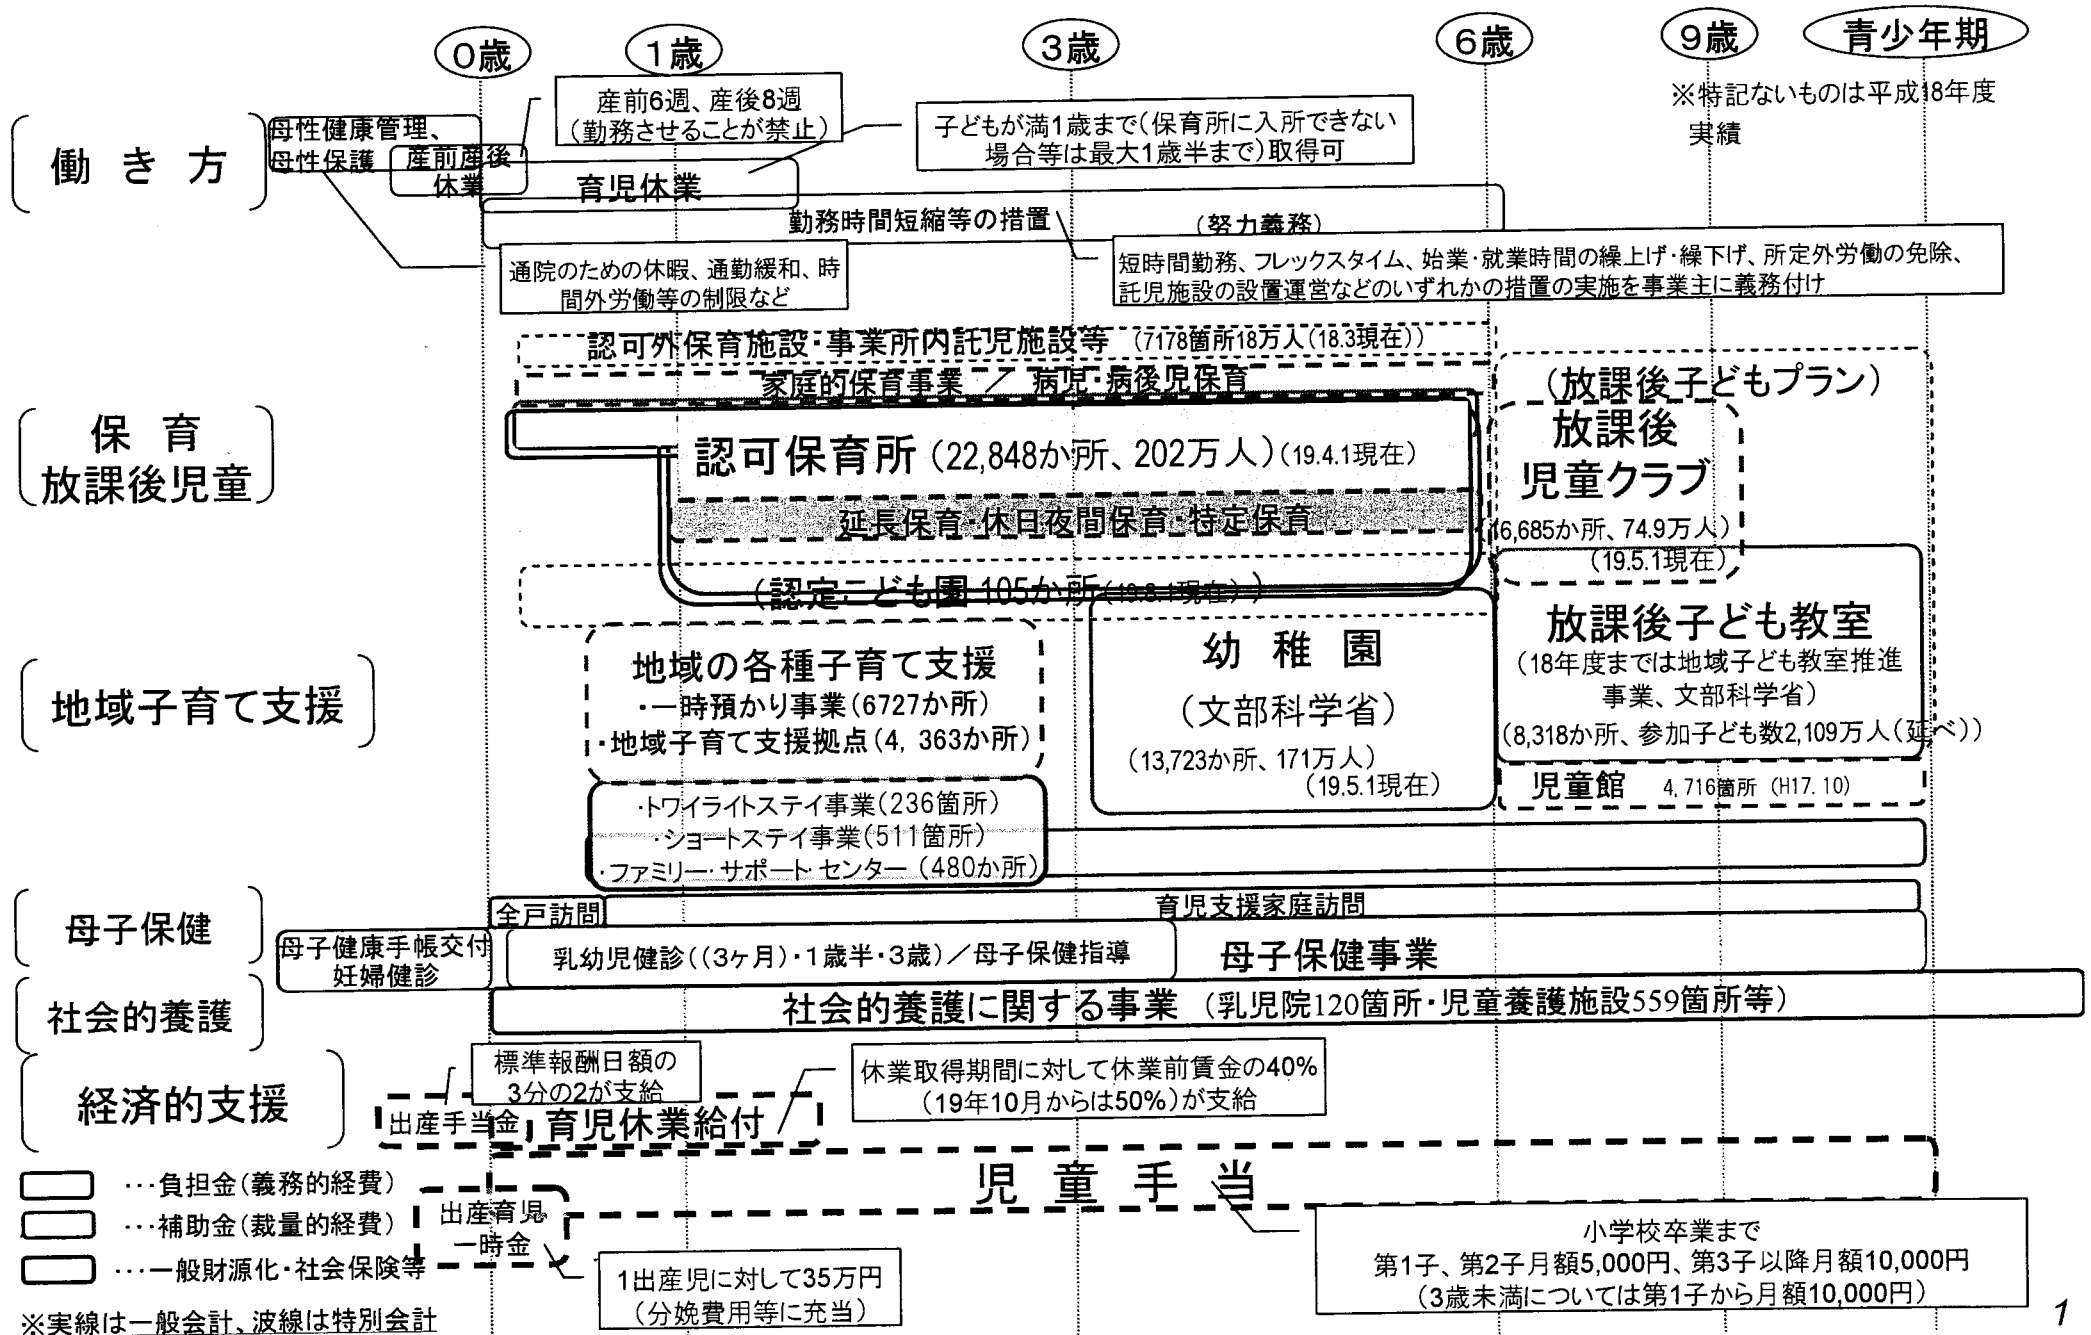 0歳
1歳
3歳
6歳
9歳
青少年期
※特記ないものは平成18年度
実績
働き方
母性健康管理、
母性保護
産前産後
休業
産前6週、産後8週
(勤務させることが禁止)
育児休業
子どもが満1歳まで(保育所に入所できない
場合等は最大1歳半まで)取得可
勤務時間短縮等の措置
(努力義務)
通院のための休暇、通勤緩和、時
間外労働等の制限など
短時間勤務、フレックスタイム、始業・就業時間の繰上げ・繰下げ、所定外労働の免除、
託児施設の設置運営などのいずれかの措置の実施を事業主に義務付け
保育
放課後児童
認可外保育施設・事業所内託児施設等 (7178箇所18万人(18.3現在))
家庭的保育事業 / 病児・病後児保育
認可保育所(22,848か所、202万人)(19.4.1現在)
延長保育・休日夜間保育・特定保育
(認定こども園 105か所(19.8.1現在))
(放課後子どもプラン)
放課後
児童クラブ
6,685か所、74.9万人)
(19.5.1現在)
放課後子ども教室
(18年度までは地域子ども教室推進
事業、文部科学省)
(8,318か所、参加子ども数2,109万人(延べ))
児童館 4,716箇所 (H17.10)
地域子育て支援
地域の各種子育て支援
・一時預かり事業(6727か所)
・地域子育て支援拠点(4,363か所)
幼稚園
(文部科学省)
(13,723か所、171万人)
(19.5.1現在)
・トワイライトステイ事業(236箇所)
・ショートステイ事業(511箇所)
・ファミリー・サポート・センター(480か所)
母子保健
全戸訪問
育児支援家庭訪問
母子健康手帳交付
妊婦健診
乳幼児健診((3ヶ月)・1歳半・3歳)/母子保健指導
母子保健事業
社会的養護
社会的養護に関する事業 (乳児院120箇所・児童養護施設559箇所等)
経済的支援
標準報酬日額の
3分の2が支給
出産手当金
育児休業給付
休業取得期間に対して休業前賃金の40%
(19年10月からは50%)が支給
児童手当
出産育児
一時金
1出産児に対して35万円
(分娩費用等に充当)
小学校卒業まで
第1子、第2子月額5,000円、第3子以降月額10,000円
(3歳未満については第1子から月額10,000円)
…負担金(義務的経費)
…補助金(裁量的経費)
…一般財源化・社会保険等
※実線は一般会計、波線は特別会計
1